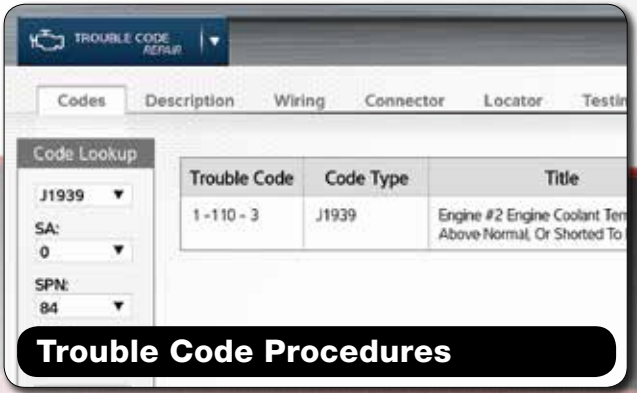 TROUBLE CODE
REPAIR
Codes Description Wiring Connector Locator
Code Lookup
Trouble Code Code Type Title
J1939
1 -110 - 3 J1939 Engine #2 Engine Coolant
Above Normal, Or Shorted To
SA:
0
SPN:
84
Trouble Code Procedures